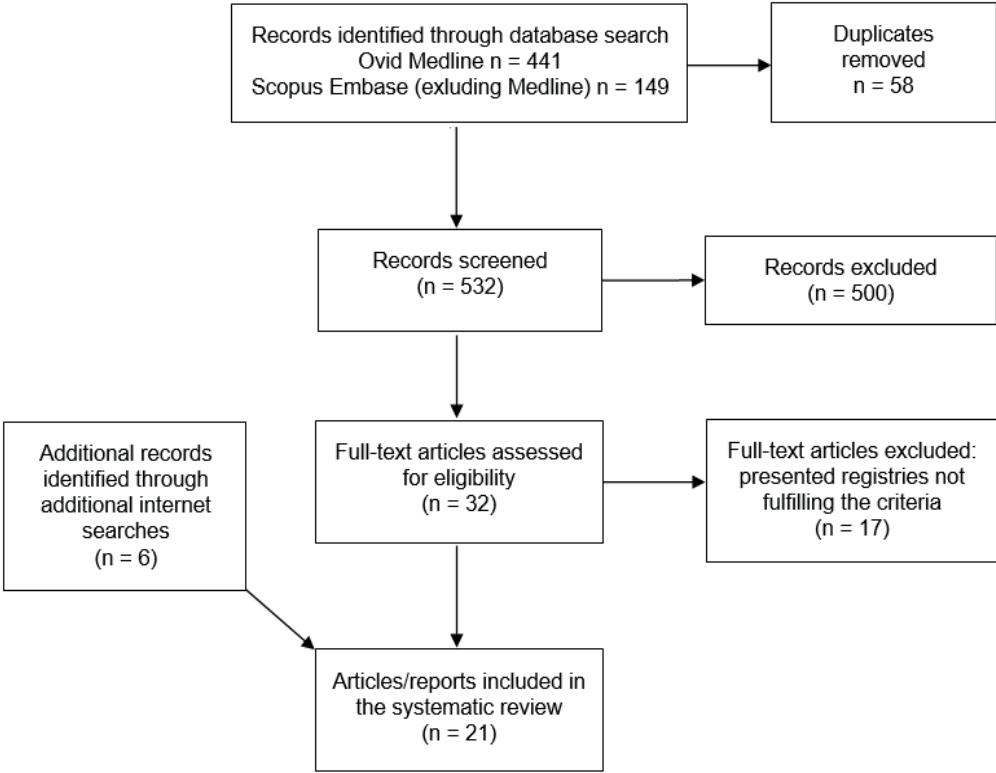 Records identified through database search
Ovid Medline n = 441
Scopus Embase (exluding Medline) n = 149
Duplicates
removed
n = 58
Records screened
(n = 532)
Records excluded
(n = 500)
Additional records
identified through
additional internet
searches
(n = 6)
Full-text articles assessed
for eligibility
(n = 32)
Full-text articles excluded:
presented registries not
fulfilling the criteria
(n = 17)
Articles/reports included in
the systematic review
(n = 21)